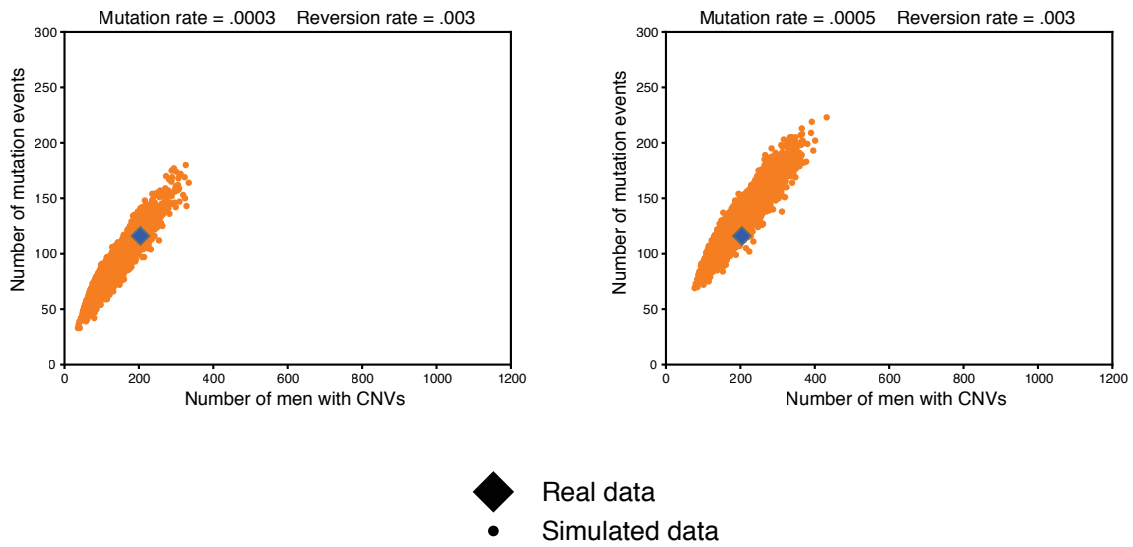 Mutation rate = .0003 Reversion rate = .003
300
250
200
150
100
50
0
Number of mutation events
0 200 400 600 800 1000 1200
Number of men with CNVs
Mutation rate = .0005 Reversion rate = .003
300
250
200
150
100
50
0
Number of mutation events
0 200 400 600 800 1000 1200
Number of men with CNVs
Real data
Simulated data